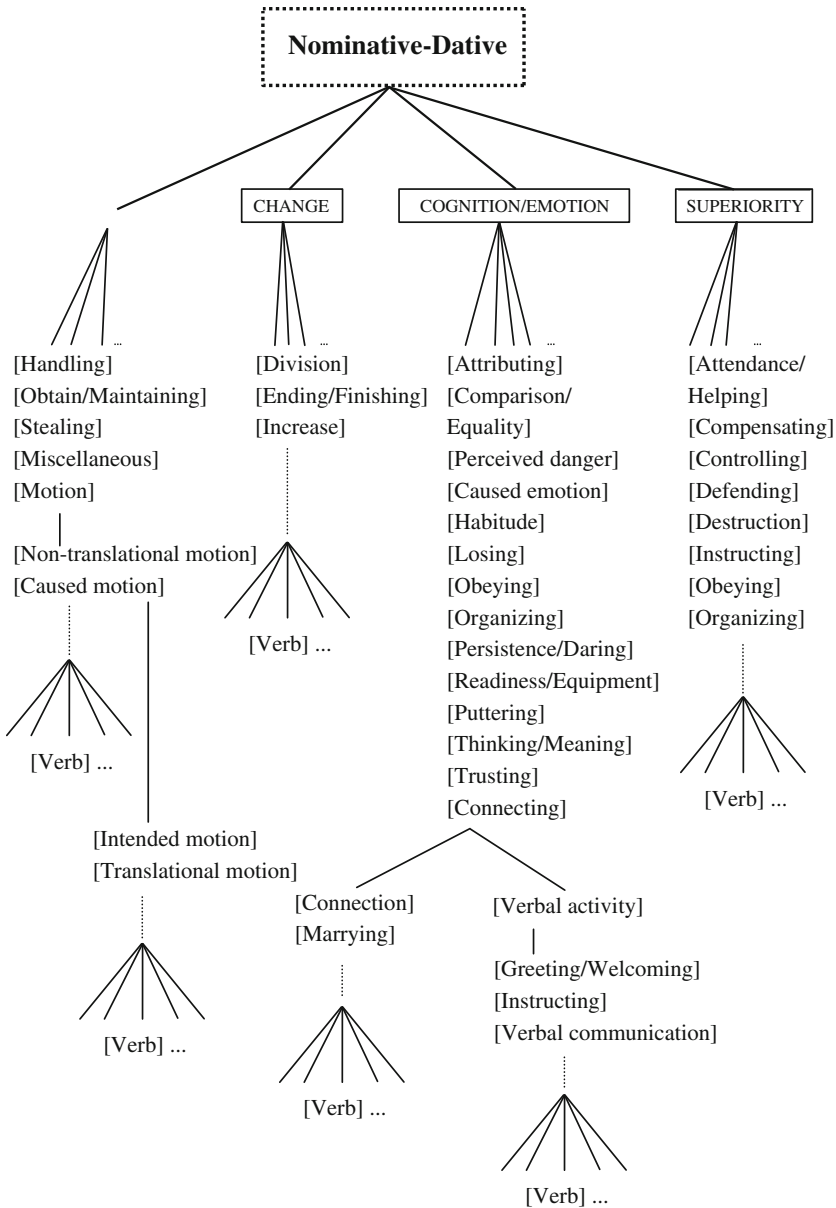 Nominative-Dative
CHANGE
COGNITION/EMOTION
SUPERIORITY
...
[Handling]
[Obtain/Maintaining]
[Stealing]
[Miscellaneous]
[Motion]
[Non-translational motion]
[Caused motion]
[Verb] ...
[Intended motion]
[Translational motion]
[Verb] ...
...
[Division]
[Ending/Finishing]
[Increase]
[Verb] ...
...
[Attributing]
[Comparison/
Equality]
[Perceived danger]
[Caused emotion]
[Habitude]
[Losing]
[Obeying]
[Organizing]
[Persistence/Daring]
[Readiness/Equipment]
[Puttering]
[Thinking/Meaning]
[Trusting]
[Connecting]
[Connection]
[Marrying]
[Verb] ...
[Verbal activity]
[Greeting/Welcoming]
[Instructing]
[Verbal communication]
[Verb] ...
...
[Attendance/
Helping]
[Compensating]
[Controlling]
[Defending]
[Destruction]
[Instructing]
[Obeying]
[Organizing]
[Verb] ...